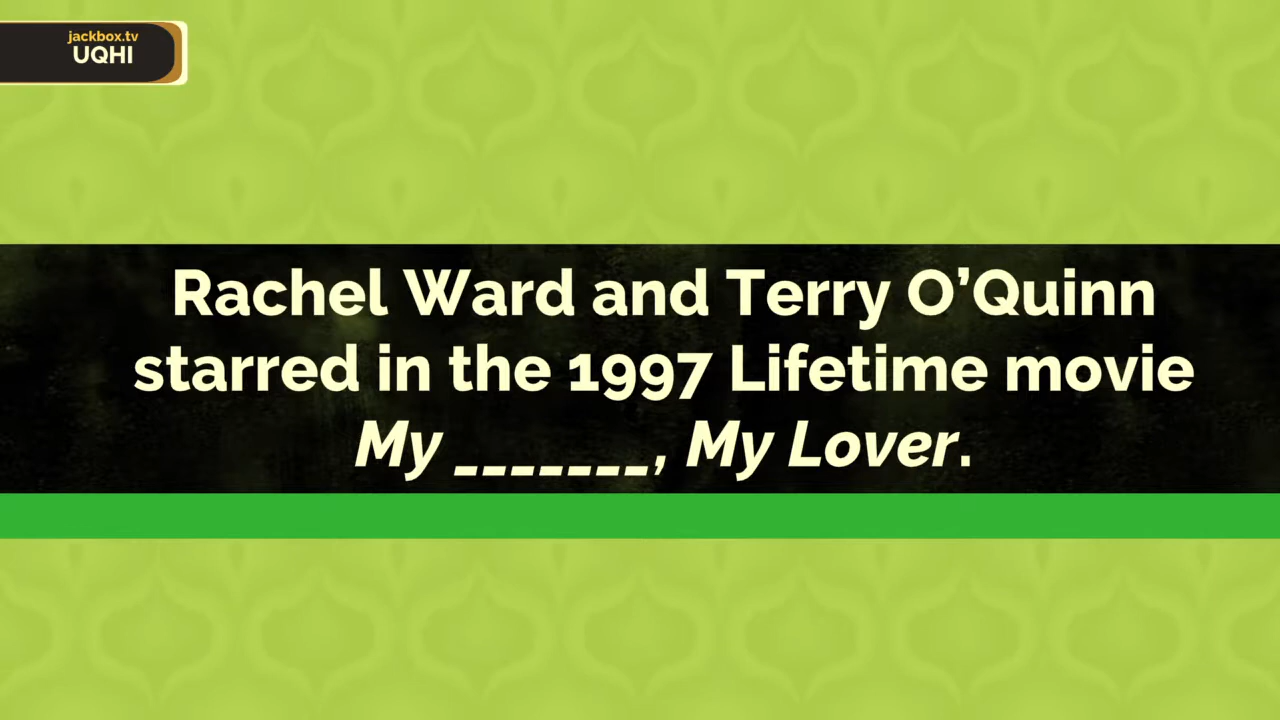 jackbox.tv
UQHI
Rachel Ward and Terry O’Quinn
starred in the 1997 Lifetime movie
My _______, My Lover.